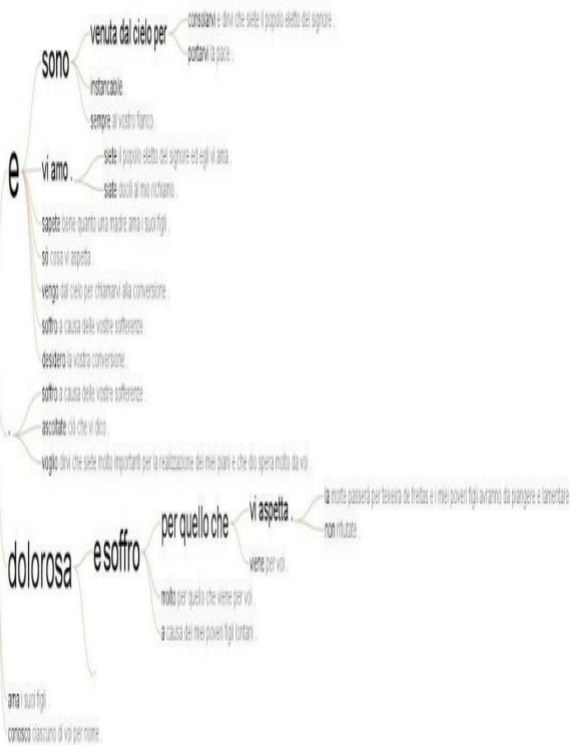 consolarvi e dirvi che siete il popolo eletto del signore .
venuta dal cielo per
portarvi la pace .
sono
instancabile .
sempre al vostro fianco .
e
siete il popolo eletto del signore ed egli vi ama .
vi amo .
siate docili al mio richiamo .
sapete bene quanto una madre ama i suoi figli .
sò cosa vi aspetta .
vengo dal cielo per chiamarvi alla conversione .
soffro a causa delle vostre sofferenze .
desidero la vostra conversione .
soffro a causa delle vostre sofferenze .
.
ascoltate ciò che vi dico .
voglio dirvi che siete molto importanti per la realizzazione dei miei piani e che dio spera molto da voi .
la morte passerà per teixeira de freitas e i miei poveri figli avranno da piangere e lamentare .
vi aspetta .
per quello che
non rifiutate .
e soffro
viene per voi .
dolorosa
molto per quello che viene per voi .
a causa dei miei poveri figli lontani .
.
ama i suoi figli .
conosco ciascuno di voi per nome .